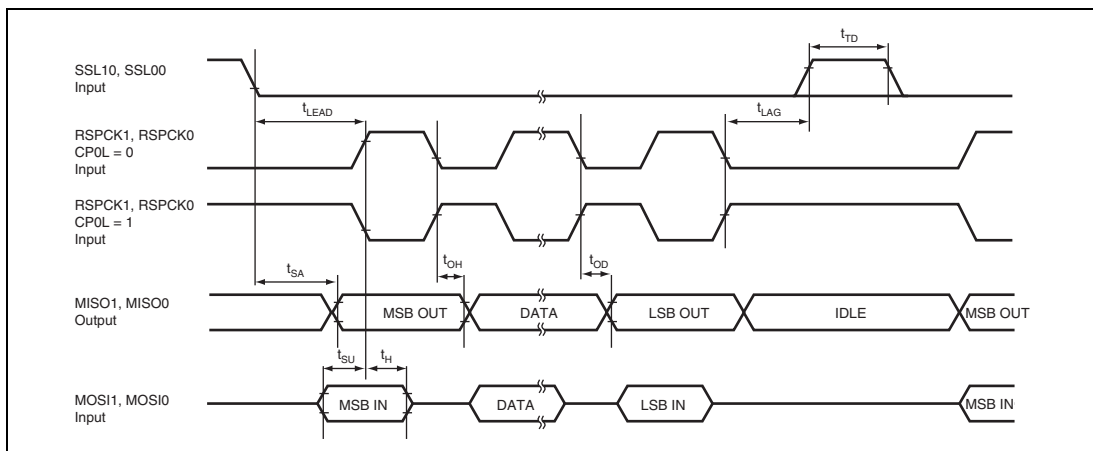 t_TD
SSL10, SSL00
Input
t_LEAD
t_LAG
RSPCK1, RSPCK0
CP0L = 0
Input
RSPCK1, RSPCK0
CP0L = 1
Input
t_SA
t_OH
t_OD
MISO1, MISO0
Output
MSB OUT
DATA
LSB OUT
IDLE
MSB OUT
t_SU
t_H
MOSI1, MOSI0
Input
MSB IN
DATA
LSB IN
MSB IN